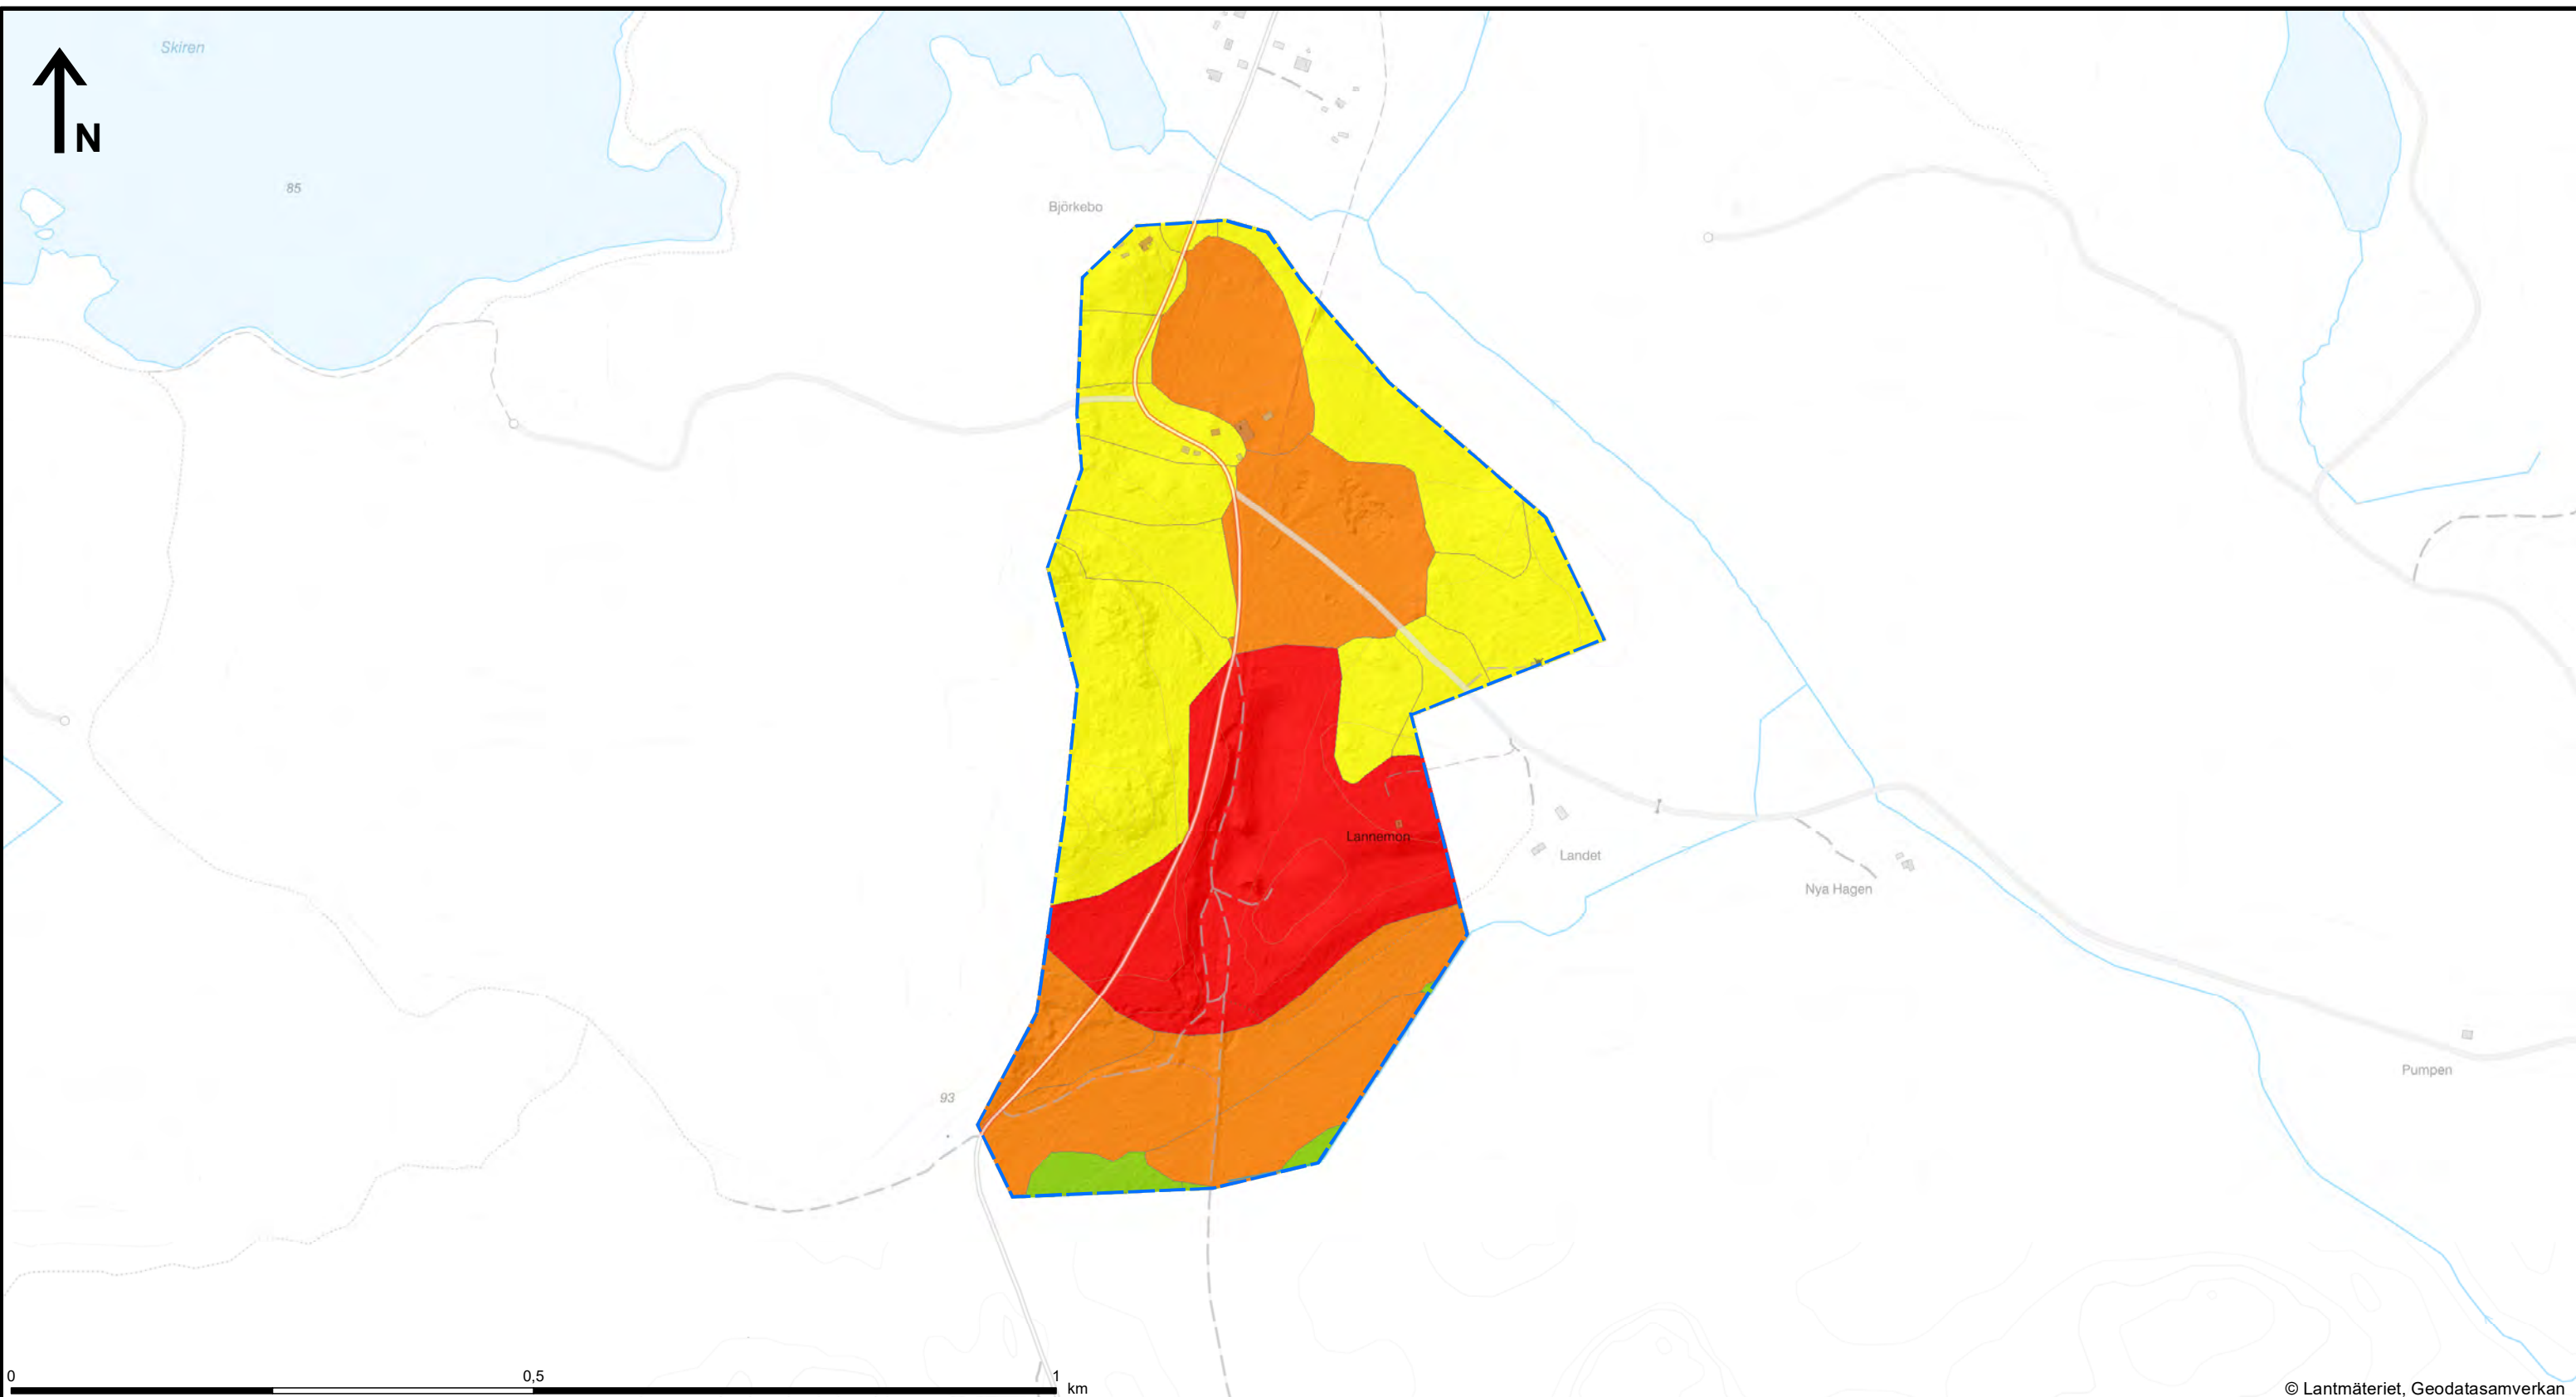 Skiren
N
85
Björkebo
Lannemon
Landet
Nya Hagen
Pumpen
93
0 0,5 1 km
© Lantmäteriet, Geodatasamverkan